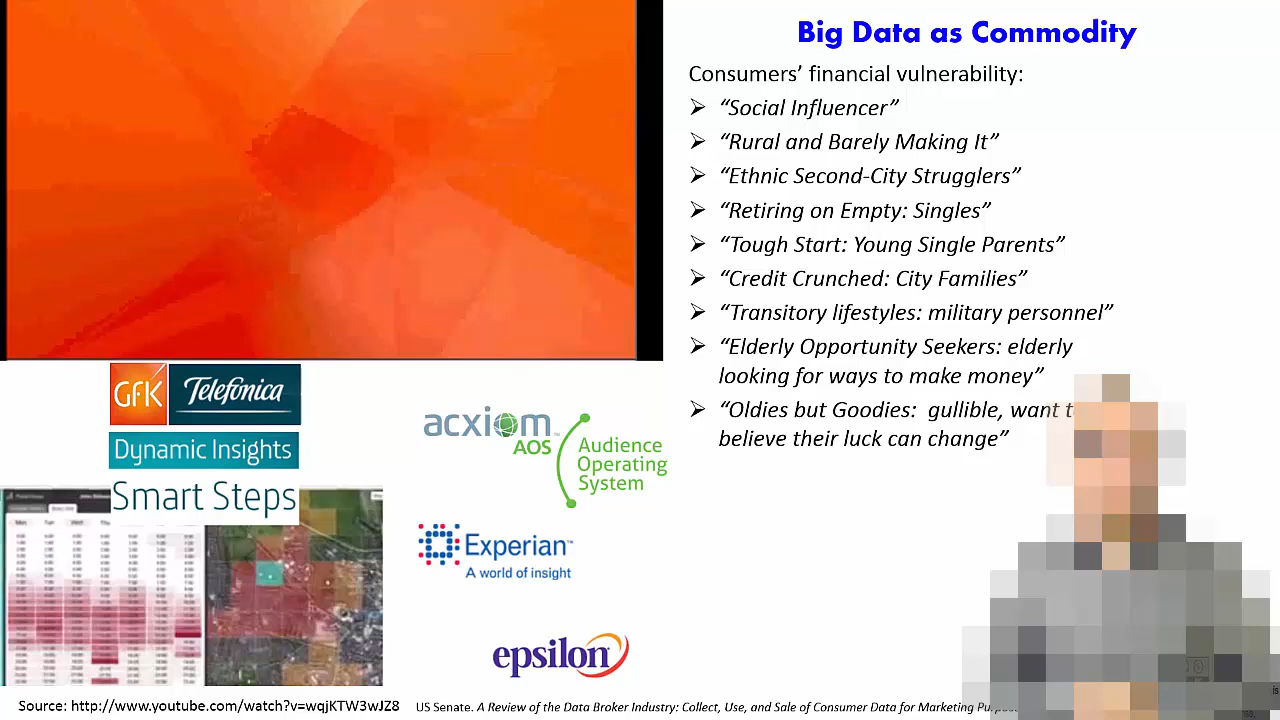 Big Data as Commodity
Consumers’ financial vulnerability:
➢ “Social Influencer”
➢ “Rural and Barely Making It”
➢ “Ethnic Second-City Strugglers”
➢ “Retiring on Empty: Singles”
➢ “Tough Start: Young Single Parents”
➢ “Credit Crunched: City Families”
➢ “Transitory lifestyles: military personnel”
➢ “Elderly Opportunity Seekers: elderly
looking for ways to make money”
➢ “Oldies but Goodies: gullible, want
believe their luck can change”
GFK Telefónica
Dynamic Insights
Smart Steps
acxiom
AOS
Audience
Operating
System
Experian™
A world of insight
epsilon
Source: http://www.youtube.com/watch?v=wqjKTW3wJZ8
US Senate. A Review of the Data Broker Industry: Collect, Use, and Sale of Consumer Data for Marketing